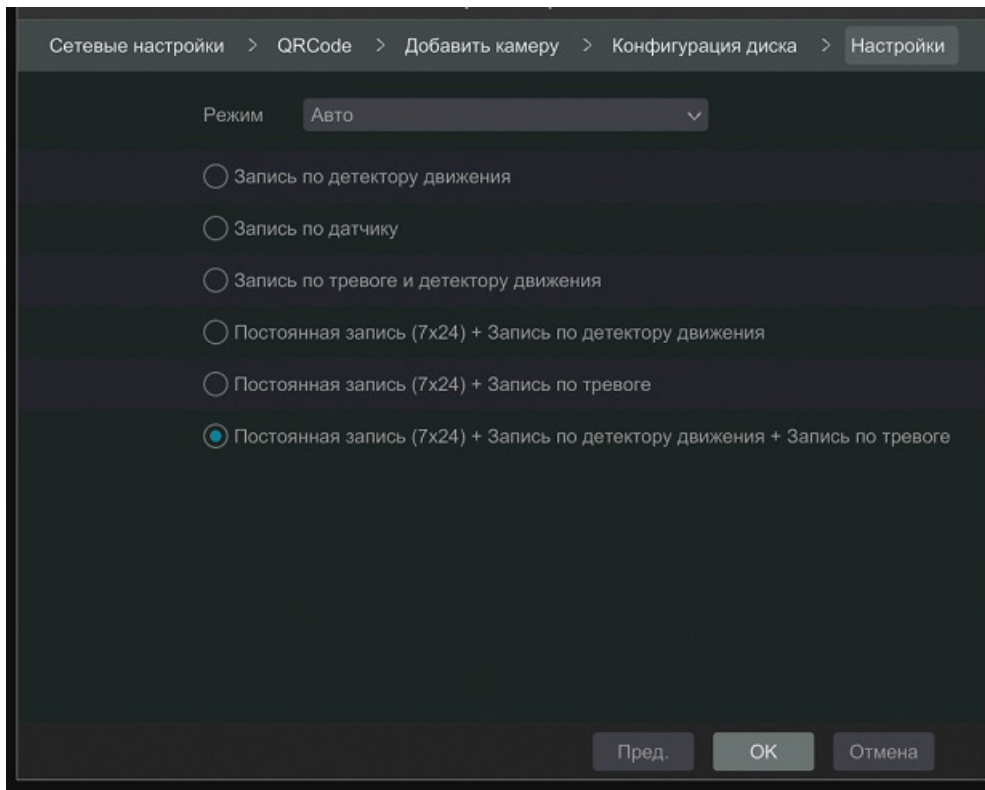 Сетевые настройки > QRCode > Добавить камеру > Конфигурация диска > Настройки
Режим Авто
Запись по детектору движения
Запись по датчику
Запись по тревоге и детектору движения
Постоянная запись (7x24) + Запись по детектору движения
Постоянная запись (7x24) + Запись по тревоге
Постоянная запись (7x24) + Запись по детектору движения + Запись по тревоге
Пред. OK Отмена